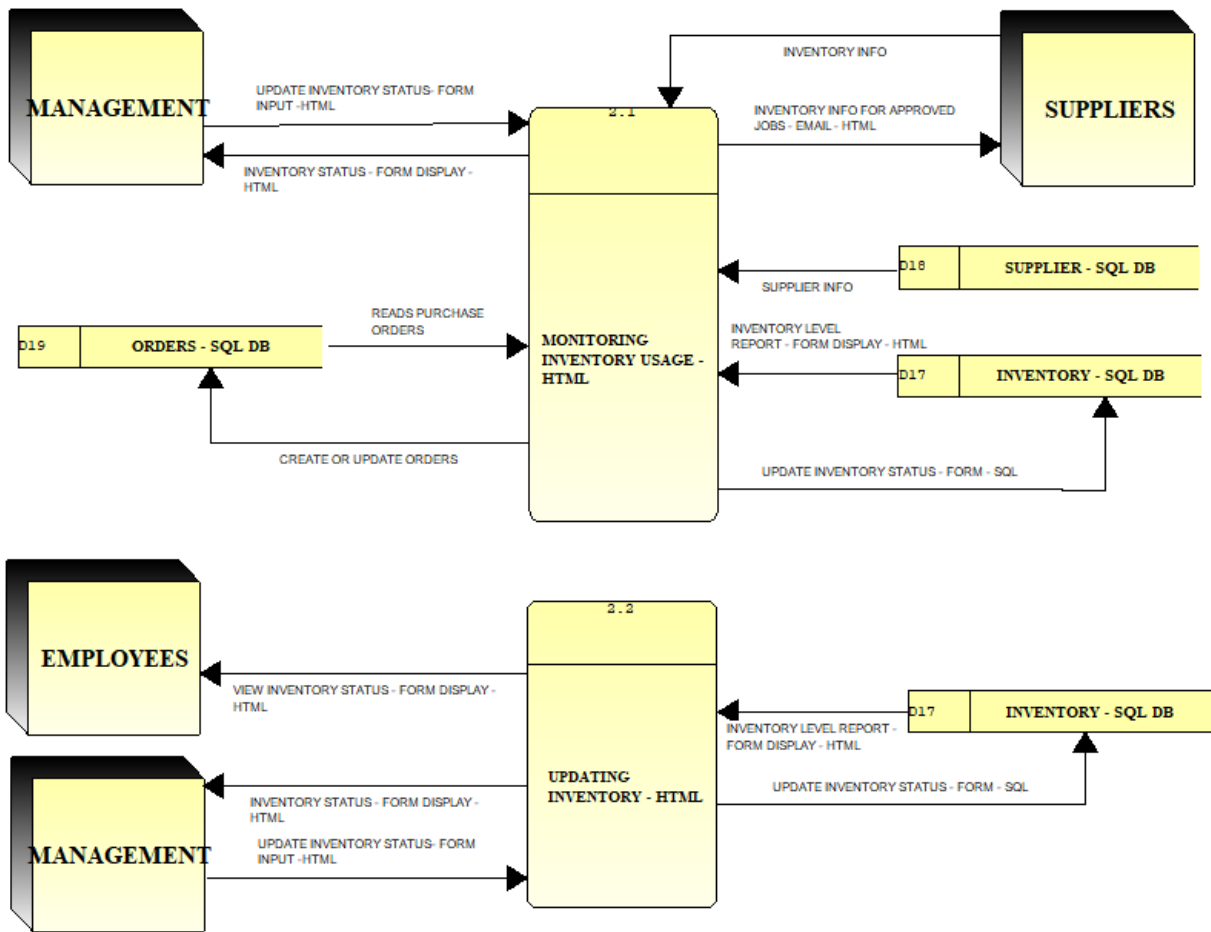 MANAGEMENT
UPDATE INVENTORY STATUS- FORM
INPUT -HTML
INVENTORY STATUS - FORM DISPLAY -
HTML
2.1
INVENTORY INFO
INVENTORY INFO FOR APPROVED
JOBS - EMAIL - HTML
SUPPLIERS
D18
SUPPLIER - SQL DB
SUPPLIER INFO
D19
ORDERS - SQL DB
READS PURCHASE
ORDERS
MONITORING
INVENTORY USAGE -
HTML
INVENTORY LEVEL
REPORT - FORM DISPLAY - HTML
D17
INVENTORY - SQL DB
CREATE OR UPDATE ORDERS
UPDATE INVENTORY STATUS - FORM - SQL
EMPLOYEES
VIEW INVENTORY STATUS - FORM DISPLAY -
HTML
2.2
D17
INVENTORY - SQL DB
INVENTORY LEVEL REPORT -
FORM DISPLAY - HTML
UPDATING
INVENTORY - HTML
UPDATE INVENTORY STATUS - FORM - SQL
MANAGEMENT
INVENTORY STATUS - FORM DISPLAY -
HTML
UPDATE INVENTORY STATUS- FORM
INPUT -HTML